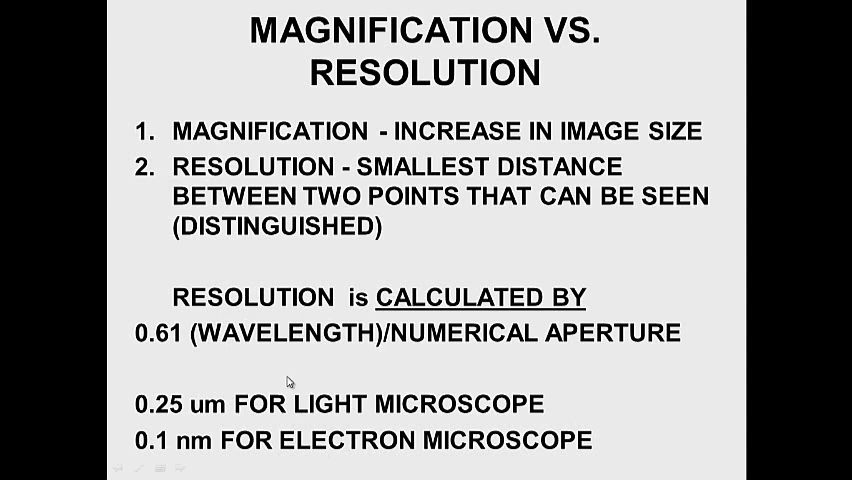 MAGNIFICATION VS.
RESOLUTION
1. MAGNIFICATION - INCREASE IN IMAGE SIZE
2. RESOLUTION - SMALLEST DISTANCE
BETWEEN TWO POINTS THAT CAN BE SEEN
(DISTINGUISHED)
RESOLUTION is CALCULATED BY
0.61 (WAVELENGTH)/NUMERICAL APERTURE
0.25 um FOR LIGHT MICROSCOPE
0.1 nm FOR ELECTRON MICROSCOPE